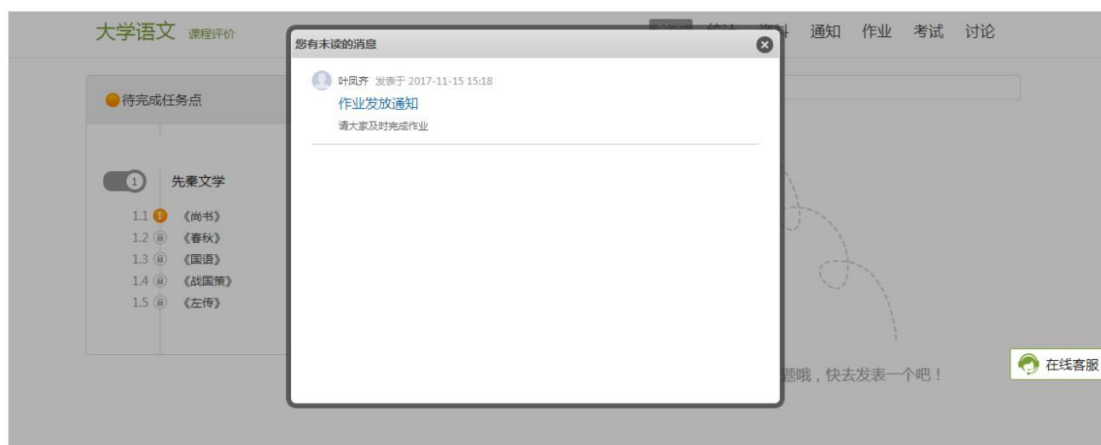 大学语文 课程评价
通知 作业 考试 讨论
您有未读的消息
叶凤齐 发表于 2017-11-15 15:18
作业发放通知
请大家及时完成作业
待完成任务点
1 先秦文学
1.1 1 《尚书》
1.2 《春秋》
1.3 《国语》
1.4 《战国策》
1.5 《左传》
题哦，快去发表一个吧！
在线客服